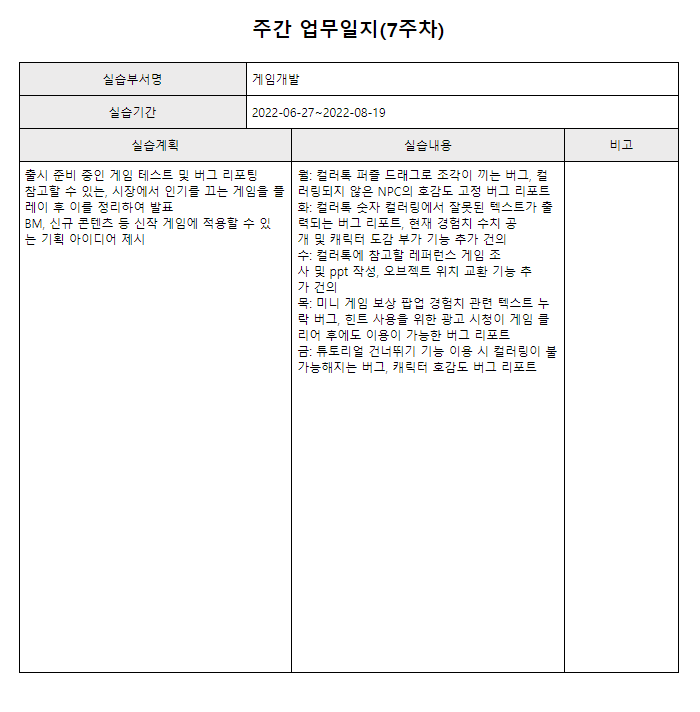 주간 업무일지(7주차)
실습부서명 게임개발
실습기간 2022-06-27~2022-08-19
실습계획 실습내용 비고
출시 준비 중인 게임 테스트 및 버그 리포팅
참고할 수 있는, 시장에서 인기를 끄는 게임을 플
레이 후 이를 정리하여 발표
BM, 신규 콘텐츠 등 신작 게임에 적용할 수 있
는 기획 아이디어 제시
월: 컬러톡 퍼즐 드래그로 조각이 끼는 버그, 컬
러링되지 않은 NPC의 호감도 고정 버그 리포트
화: 컬러톡 숫자 컬러링에서 잘못된 텍스트가 출
력되는 버그 리포트, 현재 경험치 수치 공
개 및 캐릭터 도감 부가 기능 추가 건의
수: 컬러톡에 참고할 레퍼런스 게임 조
사 및 ppt 작성, 오브젝트 위치 교환 기능 추
가 건의
목: 미니 게임 보상 팝업 경험치 관련 텍스트 누
락 버그, 힌트 사용을 위한 광고 시청이 게임 클
리어 후에도 이용이 가능한 버그 리포트
금: 튜토리얼 건너뛰기 기능 이용 시 컬러링이 불
가능해지는 버그, 캐릭터 호감도 버그 리포트